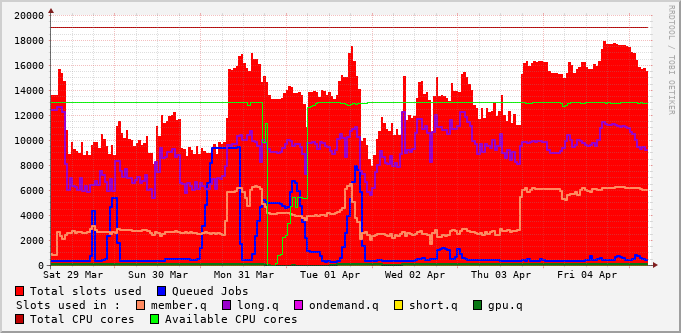 20000
18000
16000
14000
12000
10000
8000
6000
4000
2000
0
Sat 29 Mar Sun 30 Mar Mon 31 Mar Tue 01 Apr Wed 02 Apr Thu 03 Apr Fri 04 Apr
Total slots used Queued Jobs
Slots used in : member.q long.q ondemand.q short.q gpu.q
Total CPU cores Available CPU cores
RRDTOOL / TOBI OETIKER